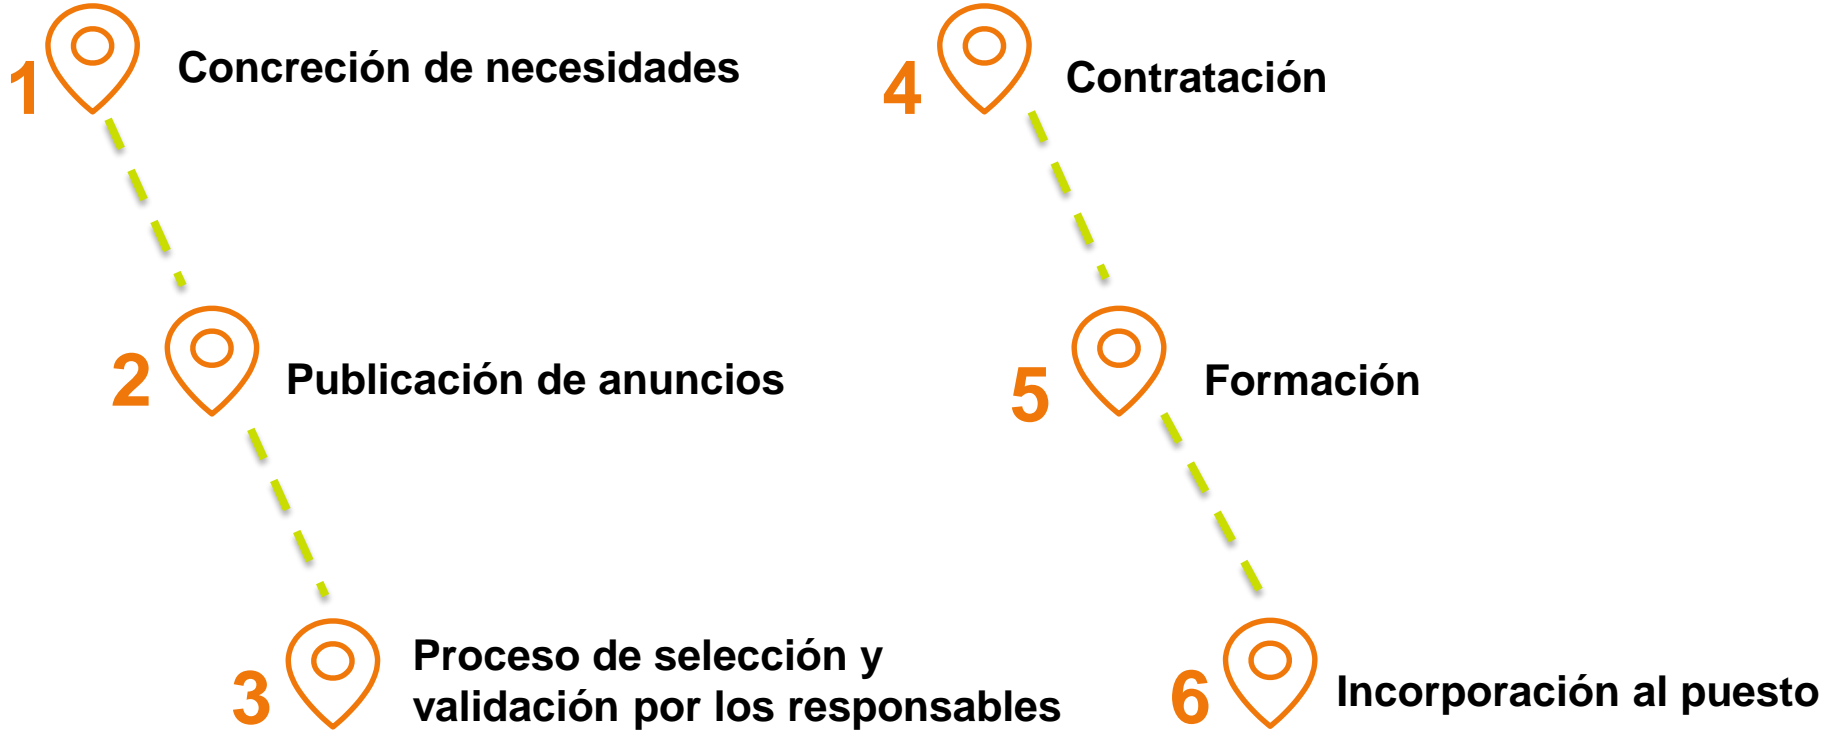 1 Concreción de necesidades
2 Publicación de anuncios
3 Proceso de selección y
validación por los responsables
4 Contratación
5 Formación
6 Incorporación al puesto